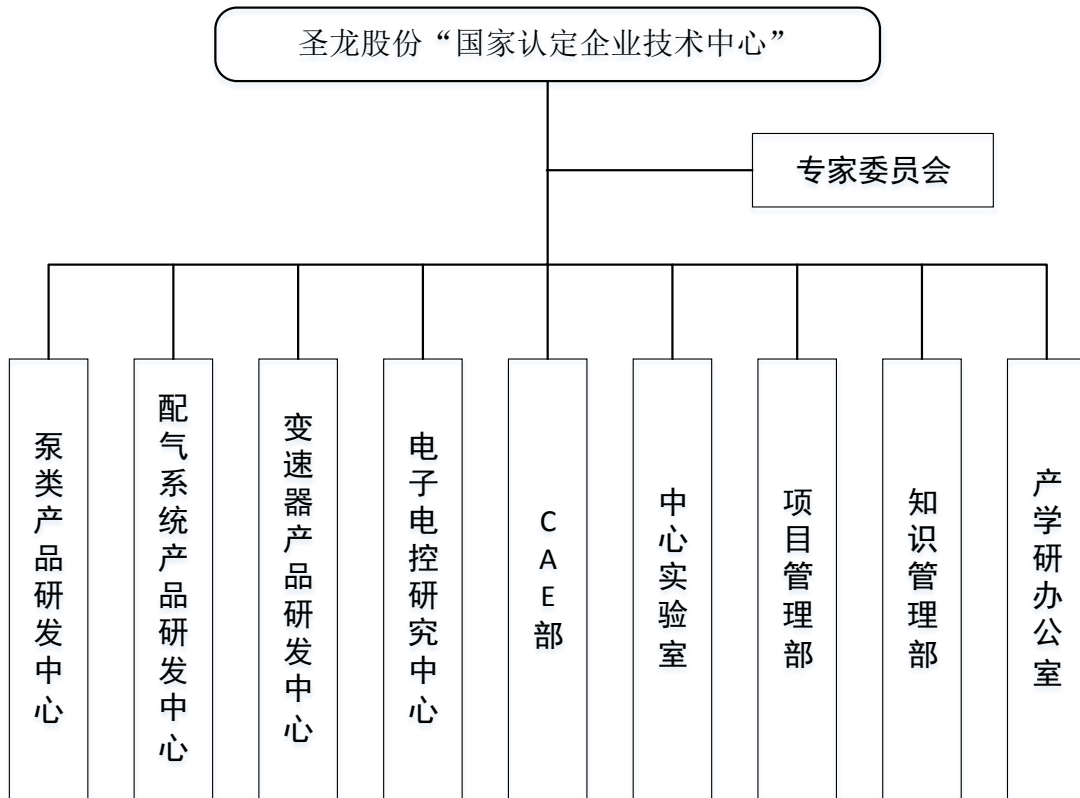 圣龙股份“国家认定企业技术中心”
专家委员会
泵类产品研发中心
配气系统产品研发中心
变速器产品研发中心
电子电控研究中心
CAE部
中心实验室
项目管理部
知识管理部
产学研办公室